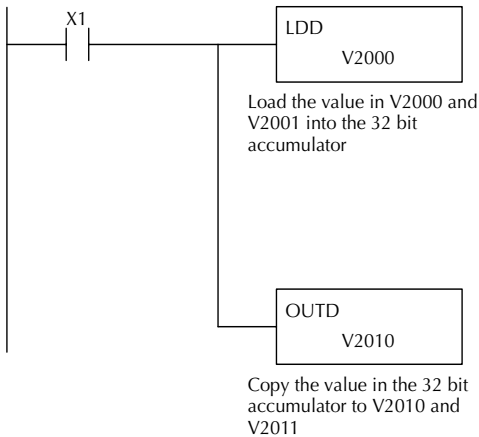 X1
LDD
V2000
Load the value in V2000 and
V2001 into the 32 bit
accumulator
OUTD
V2010
Copy the value in the 32 bit
accumulator to V2010 and
V2011